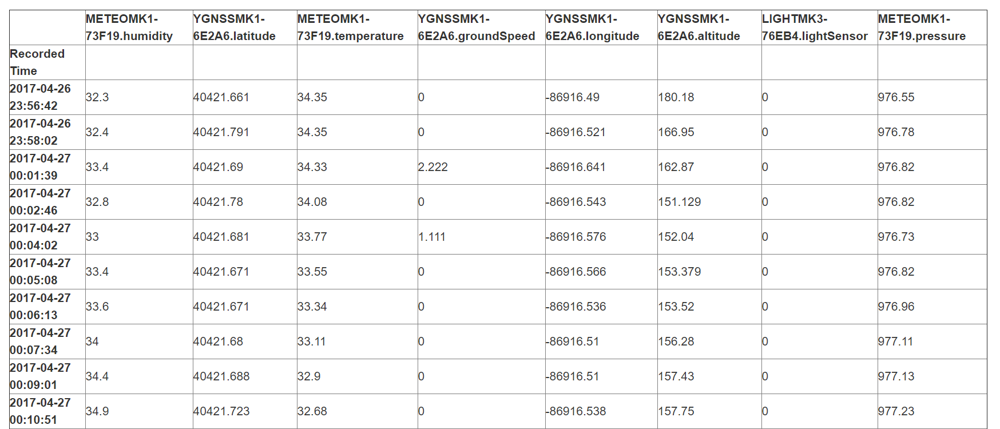 METEOMK1- YGNSSMK1- METEOMK1- YGNSSMK1- YGNSSMK1- YGNSSMK1- LIGHTMK3- METEOMK1-
73F19.humidity 6E2A6.latitude 73F19.temperature 6E2A6.groundSpeed 6E2A6.longitude 6E2A6.altitude 76EB4.lightSensor 73F19.pressure
Recorded
Time
2017-04-26
23:56:42 32.3 40421.661 34.35 0 -86916.49 180.18 0 976.55
2017-04-26
23:58:02 32.4 40421.791 34.35 0 -86916.521 166.95 0 976.78
2017-04-27
00:01:39 33.4 40421.69 34.33 2.222 -86916.641 162.87 0 976.82
2017-04-27
00:02:46 32.8 40421.78 34.08 0 -86916.543 151.129 0 976.82
2017-04-27
00:04:02 33 40421.681 33.77 1.111 -86916.576 152.04 0 976.73
2017-04-27
00:05:08 33.4 40421.671 33.55 0 -86916.566 153.379 0 976.82
2017-04-27
00:06:13 33.6 40421.671 33.34 0 -86916.536 153.52 0 976.96
2017-04-27
00:07:34 34 40421.68 33.11 0 -86916.51 156.28 0 977.11
2017-04-27
00:09:01 34.4 40421.688 32.9 0 -86916.51 157.43 0 977.13
2017-04-27
00:10:51 34.9 40421.723 32.68 0 -86916.538 157.75 0 977.23